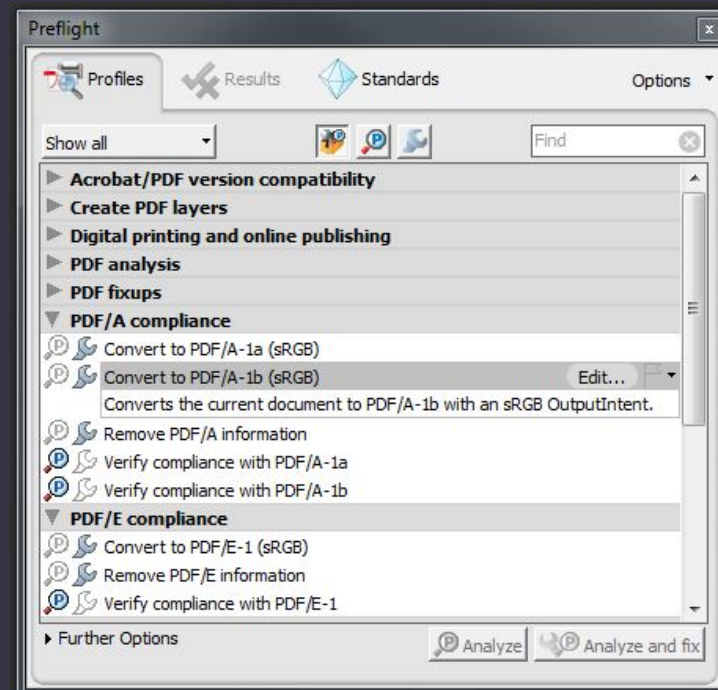 Preflight
Profiles Results Standards Options
Show all Find
Acrobat/PDF version compatibility
Create PDF layers
Digital printing and online publishing
PDF analysis
PDF fixups
PDF/A compliance
Convert to PDF/A-1a (sRGB)
Convert to PDF/A-1b (sRGB) Edit...
Converts the current document to PDF/A-1b with an sRGB OutputIntent.
Remove PDF/A information
Verify compliance with PDF/A-1a
Verify compliance with PDF/A-1b
PDF/E compliance
Convert to PDF/E-1 (sRGB)
Remove PDF/E information
Verify compliance with PDF/E-1
Further Options Analyze Analyze and fix